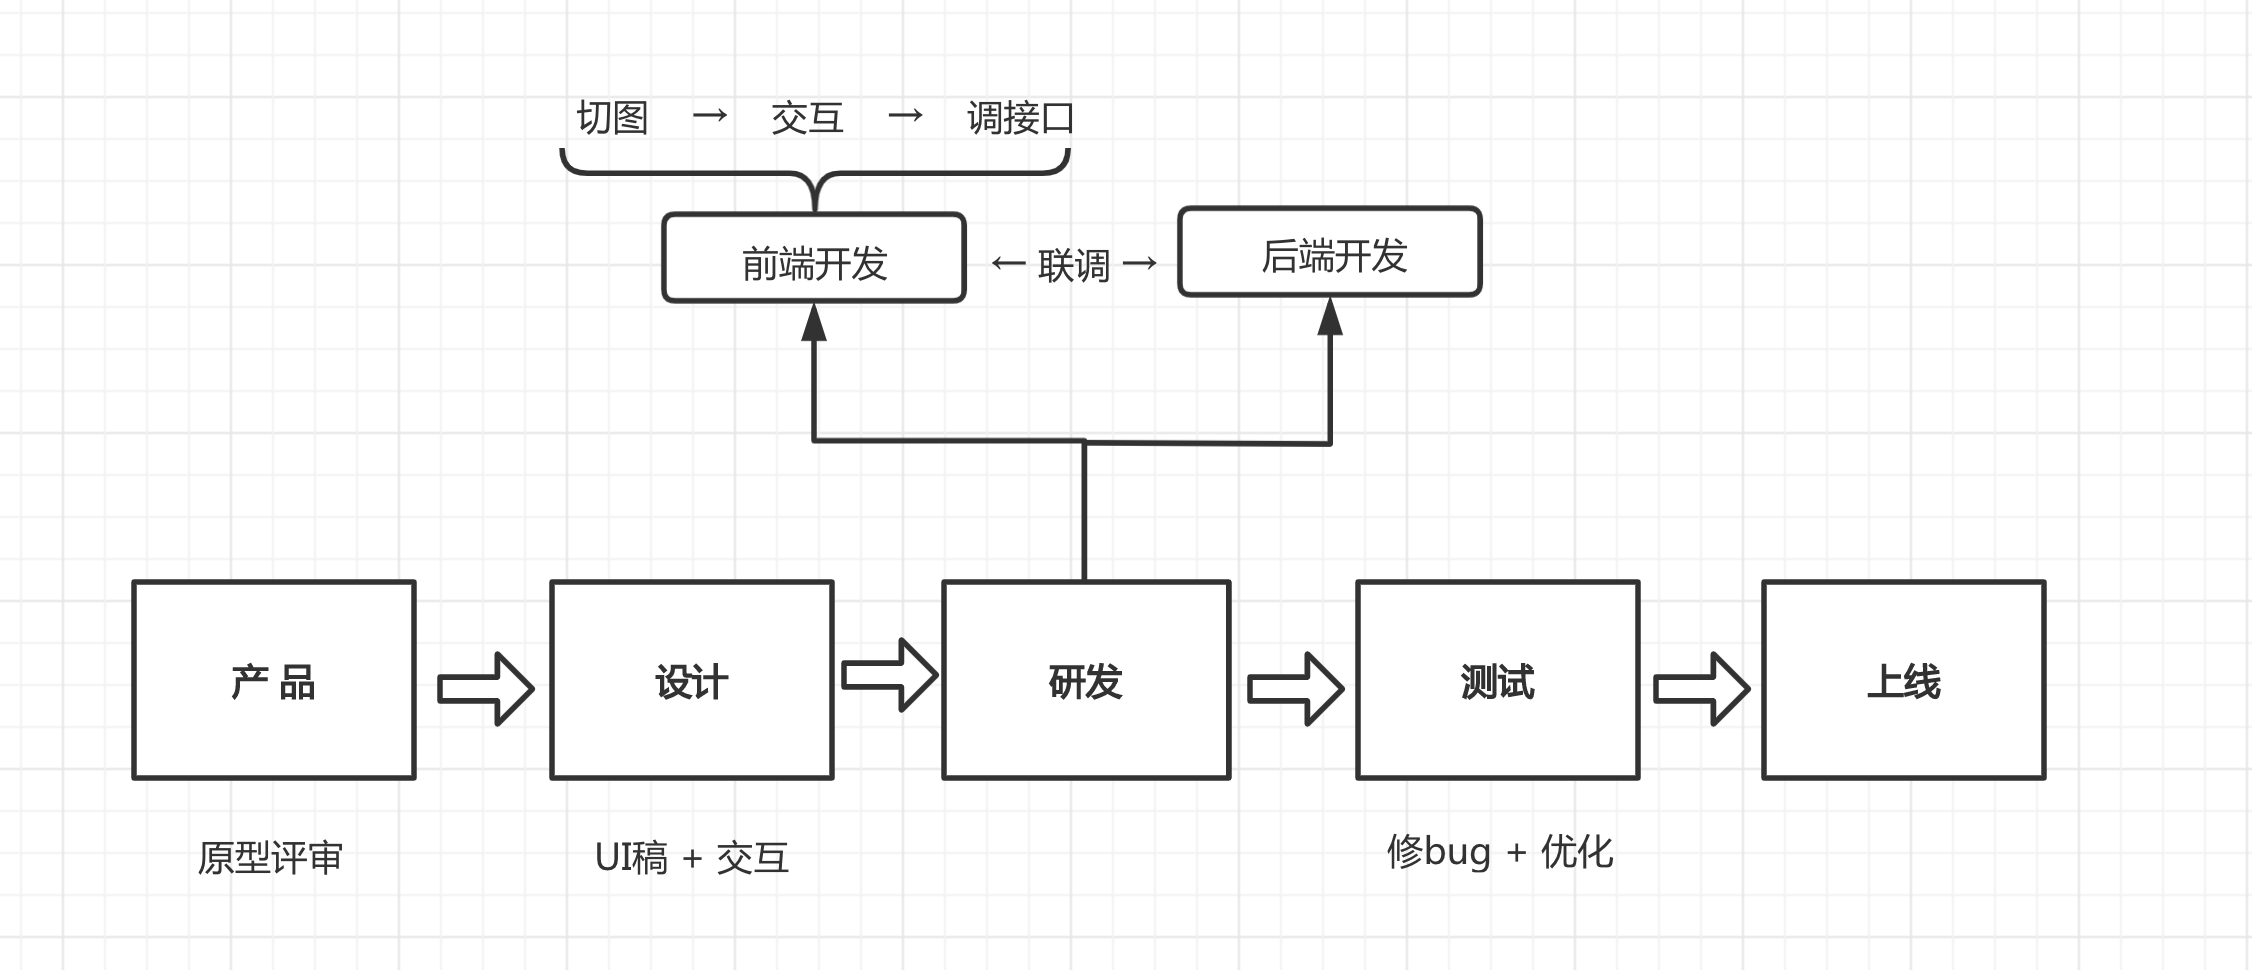 切图 → 交互 → 调接口
前端开发 ← 联调 → 后端开发
产 品
设计
研发
测试
上线
原型评审
UI稿 + 交互
修bug + 优化